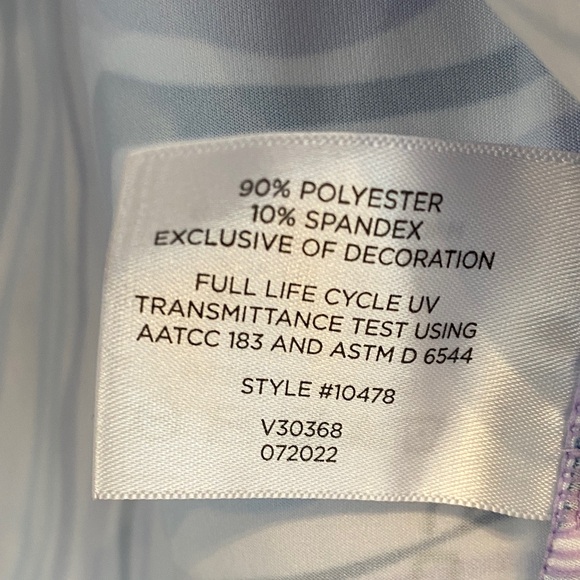 90% POLYESTER
10% SPANDEX
EXCLUSIVE OF DECORATION
FULL LIFE CYCLE UV
TRANSMITTANCE TEST USING
AATCC 183 AND ASTM D 6544
STYLE #10478
V30368
072022